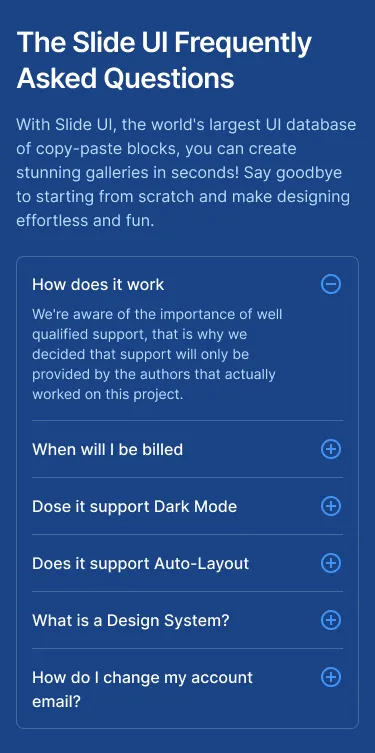 The Slide UI Frequently
Asked Questions
With Slide UI, the world's largest UI database
of copy-paste blocks, you can create
stunning galleries in seconds! Say goodbye
to starting from scratch and make designing
effortless and fun.
How does it work
We're aware of the importance of well
qualified support, that is why we
decided that support will only be
provided by the authors that actually
worked on this project.
When will I be billed
Dose it support Dark Mode
Does it support Auto-Layout
What is a Design System?
How do I change my account
email?